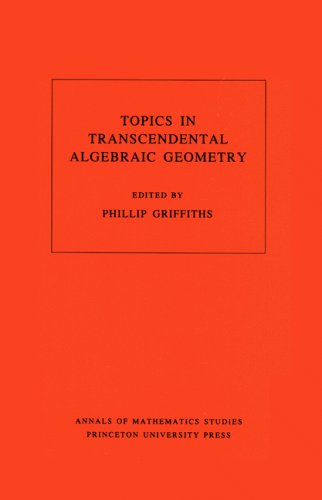 TOPICS IN
TRANSCENDENTAL
ALGEBRAIC GEOMETRY
EDITED BY
PHILLIP GRIFFITHS
ANNALS OF MATHEMATICS STUDIES
PRINCETON UNIVERSITY PRESS